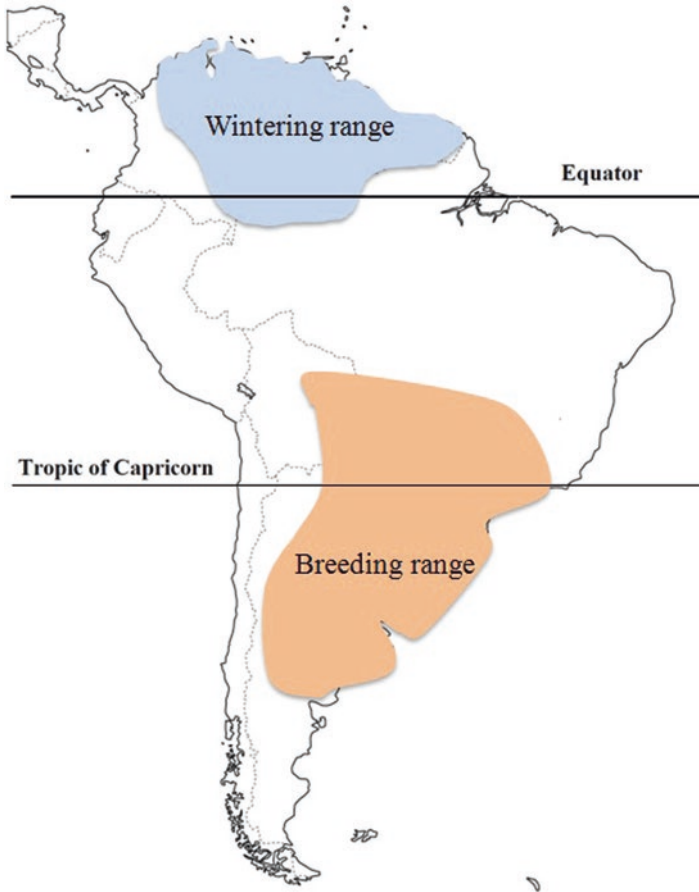 Wintering range
Equator
Tropic of Capricorn
Breeding range